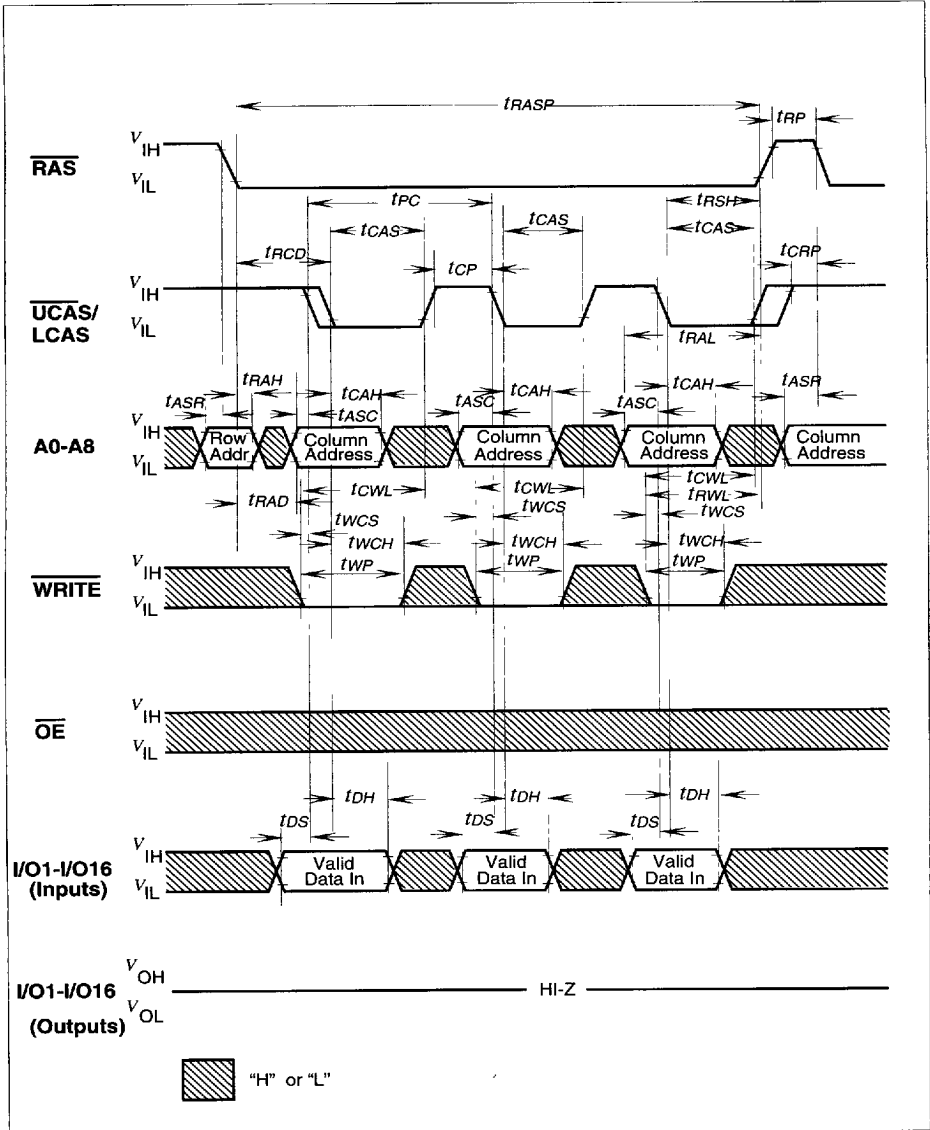 tRASP
tRP
RAS
VIH
VIL
tPC
tRSH
tCAS
tCAS
tCAS
tRCD
tCP
tCRP
UCAS/
LCAS
VIH
VIL
tRAL
tRAH
tCAH
tCAH
tCAH
tASR
tASR
tASC
tASC
tASC
A0-A8
VIH
VIL
Row
Addr
Column
Address
Column
Address
Column
Address
Column
Address
tCWL
tCWL
tCWL
tRAD
tRWL
tWCS
tWCS
tWCS
tWCH
tWCH
tWCH
tWP
tWP
tWP
WRITE
VIH
VIL
OE
VIH
VIL
tDH
tDH
tDH
tDS
tDS
tDS
I/O1-I/O16
(Inputs)
VIH
VIL
Valid
Data In
Valid
Data In
Valid
Data In
I/O1-I/O16
(Outputs)
VOH
VOL
HI-Z
“H” or “L”